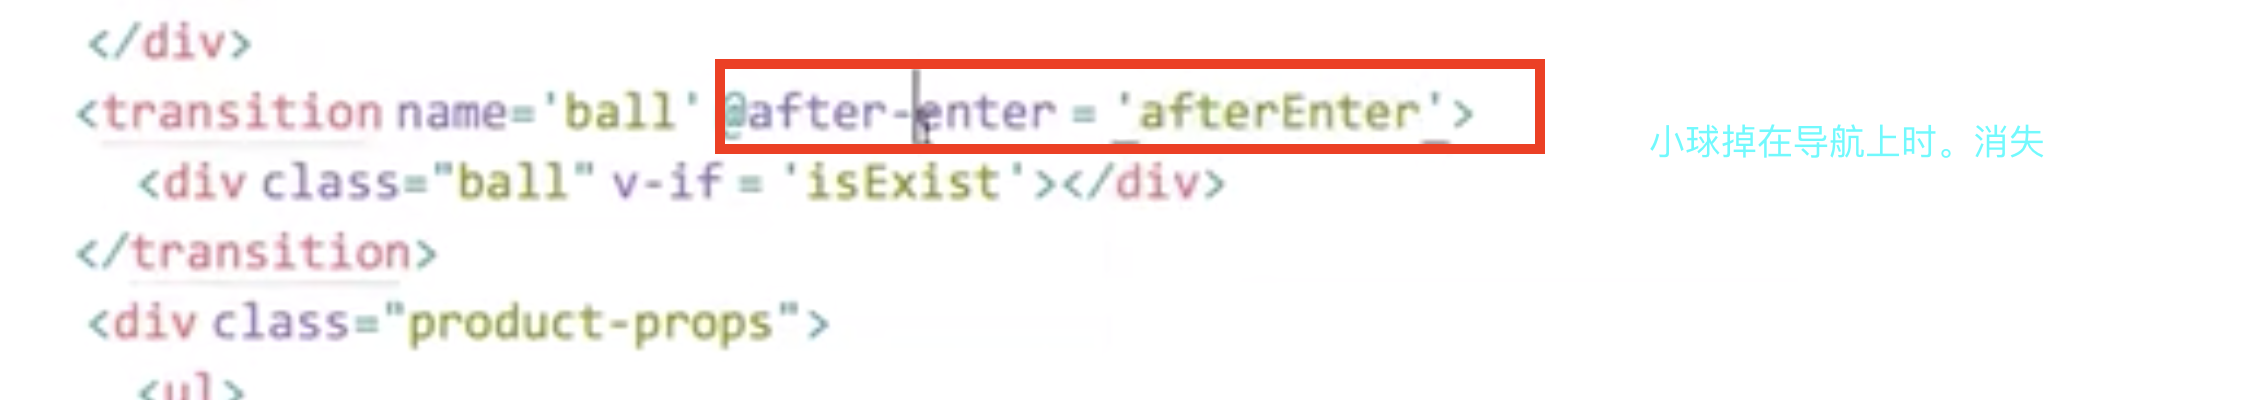 </div>
<transition name='ball' @after-enter = 'afterEnter'>
小球掉在导航上时。消失
<div class="ball" v-if = 'isExist'></div>
</transition>
<div class="product-props">
<ul>